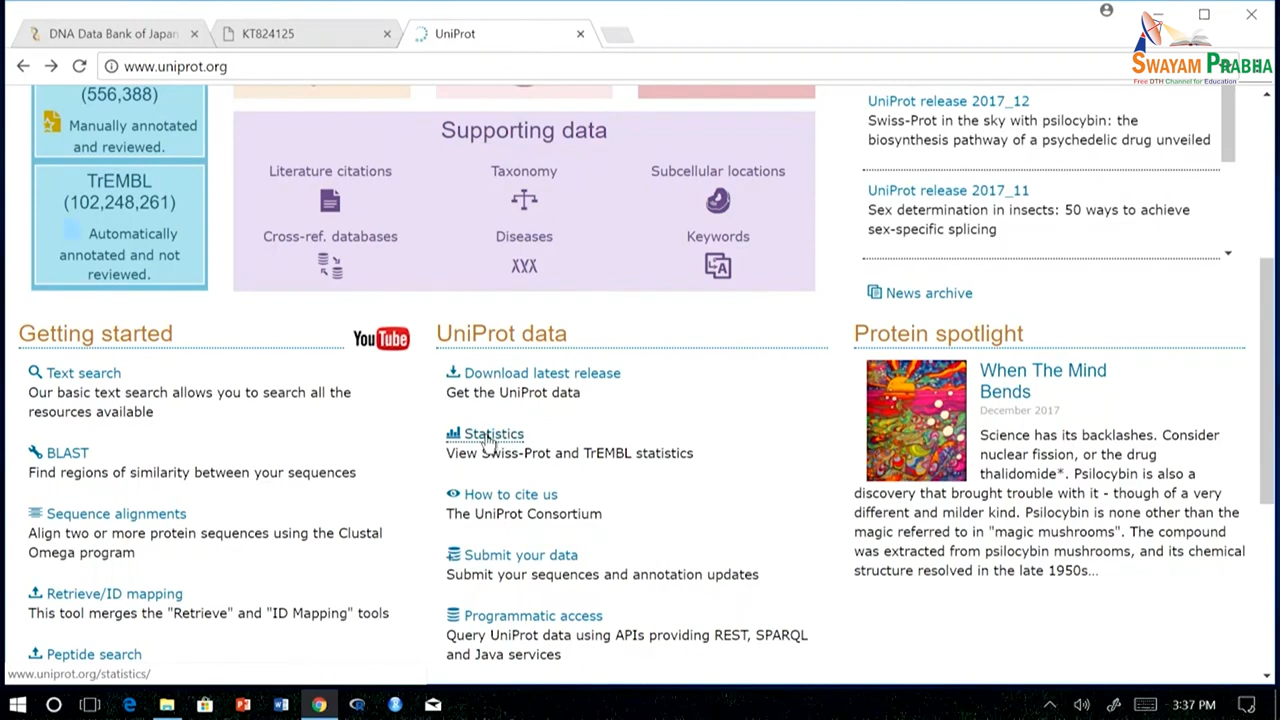 DNA Data Bank of Japan
KT824125
UniProt
www.uniprot.org
SWAYAM PRABHA
Free DTH Channel for Education
(556,388)
Manually annotated
and reviewed.
TrEMBL
(102,248,261)
Automatically
annotated and not
reviewed.
Supporting data
Literature citations
Taxonomy
Subcellular locations
Cross-ref. databases
Diseases
Keywords
UniProt release 2017_12
Swiss-Prot in the sky with psilocybin: the
biosynthesis pathway of a psychedelic drug unveiled
UniProt release 2017_11
Sex determination in insects: 50 ways to achieve
sex-specific splicing
News archive
Getting started
YouTube
Text search
Our basic text search allows you to search all the
resources available
BLAST
Find regions of similarity between your sequences
Sequence alignments
Align two or more protein sequences using the Clustal
Omega program
Retrieve/ID mapping
This tool merges the "Retrieve" and "ID Mapping" tools
Peptide search
UniProt data
Download latest release
Get the UniProt data
Statistics
View Swiss-Prot and TrEMBL statistics
How to cite us
The UniProt Consortium
Submit your data
Submit your sequences and annotation updates
Programmatic access
Query UniProt data using APIs providing REST, SPARQL
and Java services
Protein spotlight
When The Mind
Bends
December 2017
Science has its backlashes. Consider
nuclear fission, or the drug
thalidomide*. Psilocybin is also a
discovery that brought trouble with it - though of a very
different and milder kind. Psilocybin is none other than the
magic referred to in "magic mushrooms". The compound
was extracted from psilocybin mushrooms, and its chemical
structure resolved in the late 1950s...
www.uniprot.org/statistics/
3:37 PM